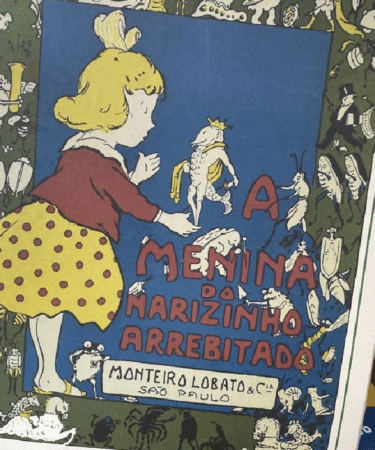 A
MENINA
DO
NARIZINHO
ARREBITADO
MONTEIRO LOBATO & Cia
SÃO PAULO